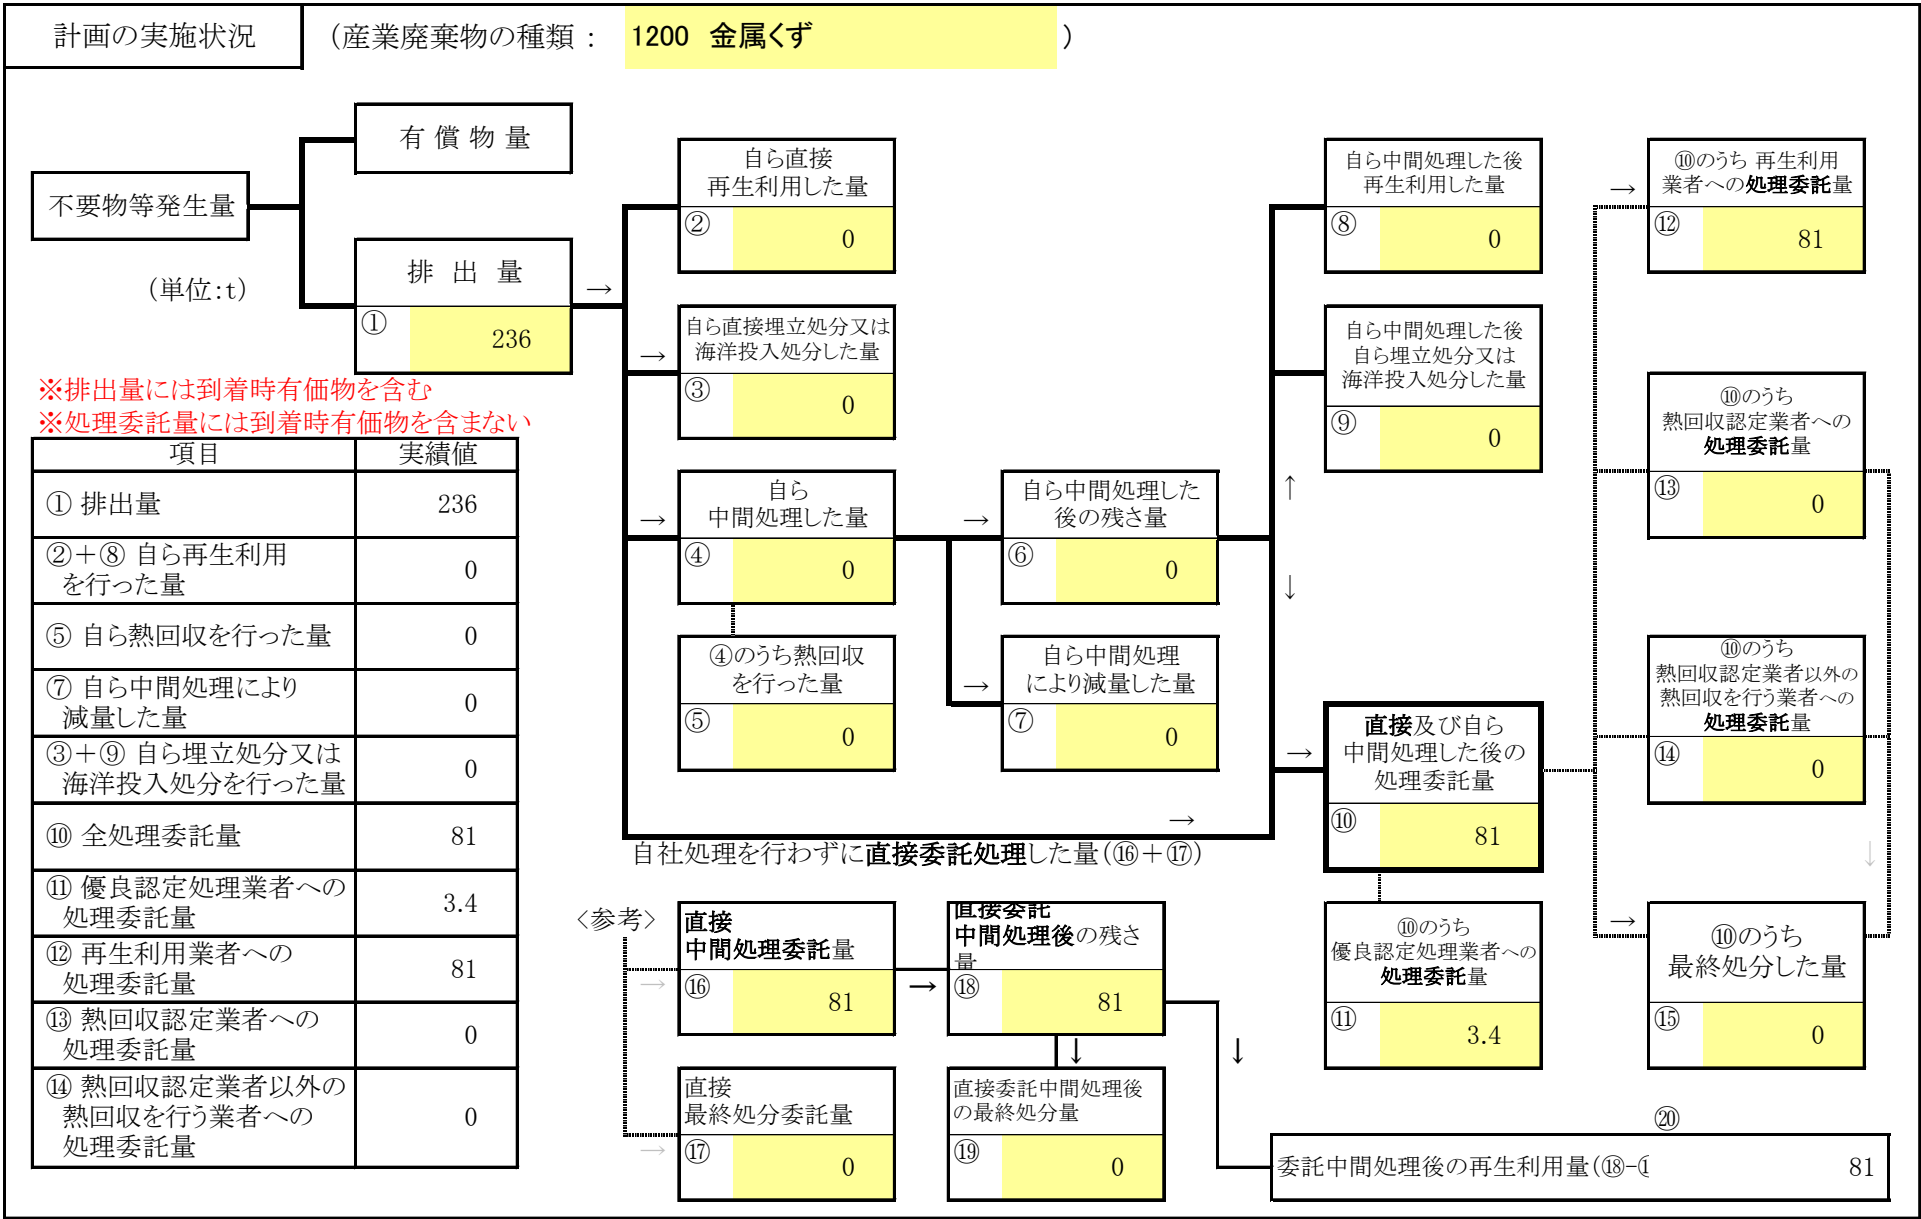 計画の実施状況
（産業廃棄物の種類： 1200 金属くず ）
有償物量
不要物等発生量
（単位：t）
排出量
→
① 236
※排出量には到着時有価物を含む
※処理委託量には到着時有価物を含まない
項目 実績値
① 排出量 236
②＋⑧ 自ら再生利用
を行った量 0
⑤ 自ら熱回収を行った量 0
⑦ 自ら中間処理により
減量した量 0
③＋⑨ 自ら埋立処分又は
海洋投入処分を行った量 0
⑩ 全処理委託量 81
⑪ 優良認定処理業者への
処理委託量 3.4
⑫ 再生利用業者への
処理委託量 81
⑬ 熱回収認定業者への
処理委託量 0
⑭ 熱回収認定業者以外の
熱回収を行う業者への
処理委託量 0
自ら直接
再生利用した量
② 0
自ら直接埋立処分又は
→ 海洋投入処分した量
③ 0
自ら
→ 中間処理した量
④ 0
④のうち熱回収
を行った量
⑤ 0
自ら中間処理した
→ 後の残さ量
⑥ 0
自ら中間処理
→ により減量した量
⑦ 0
自ら中間処理した後
再生利用した量
⑧ 0
自ら中間処理した後
自ら埋立処分又は
海洋投入処分した量
⑨ 0
↑
↓
→ 直接及び自ら
中間処理した後の
処理委託量
⑩ 81
→
自社処理を行わずに直接委託処理した量（⑯＋⑰）
⑩のうち
優良認定処理業者への
処理委託量
⑪ 3.4
⑩のうち 再生利用
→ 業者への処理委託量
⑫ 81
⑩のうち
熱回収認定業者への
処理委託量
⑬ 0
⑩のうち
熱回収認定業者以外の
熱回収を行う業者への
処理委託量
⑭ 0
↓
→ ⑩のうち
最終処分した量
⑮ 0
〈参考〉
直接
中間処理委託量
→ ⑯ 81
直接
最終処分委託量
→ ⑰ 0
直接委託
中間処理後の残さ
量
→ ⑱ 81
↓
↓
直接委託中間処理後
の最終処分量
⑲ 0
⑳
委託中間処理後の再生利用量（⑱- 81